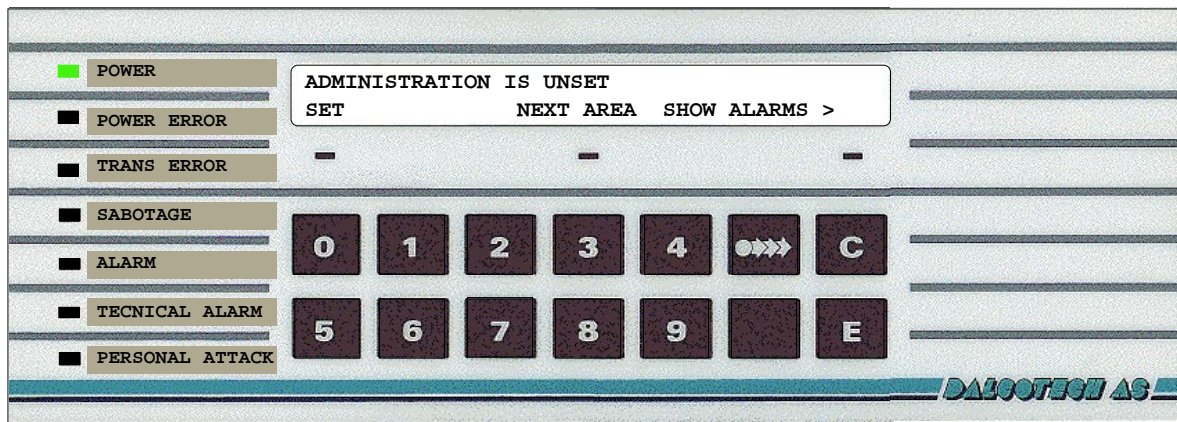 POWER
POWER ERROR
TRANS ERROR
SABOTAGE
ALARM
TECNICAL ALARM
PERSONAL ATTACK
ADMINISTRATION IS UNSET
SET NEXT AREA SHOW ALARMS >
0 1 2 3 4 C
5 6 7 8 9 E
DALCOTECH AS